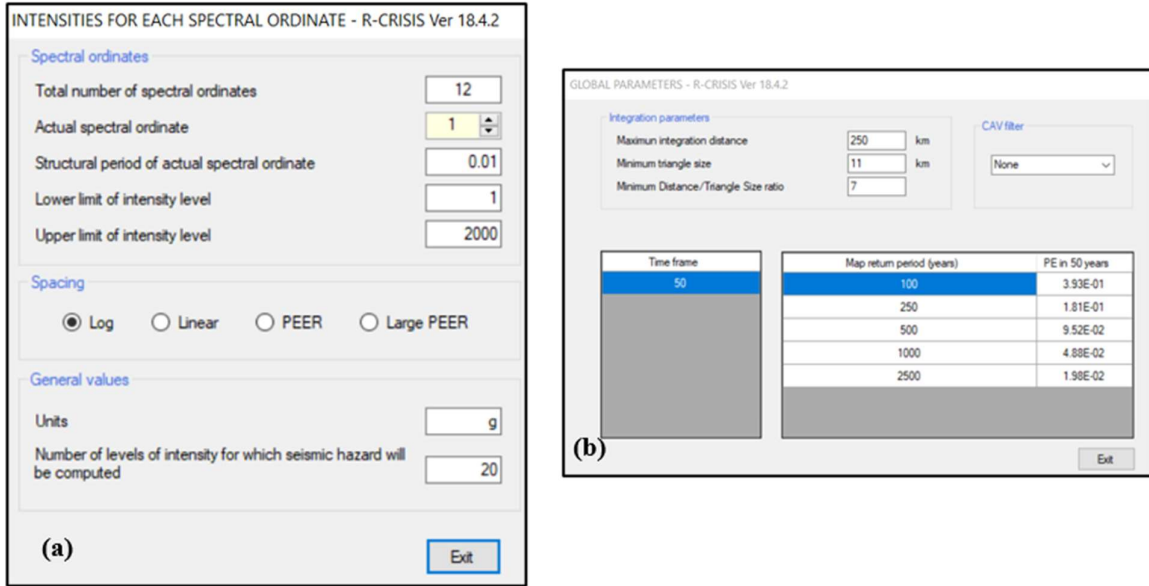 INTENSITIES FOR EACH SPECTRAL ORDINATE - R-CRISIS Ver 18.4.2
Spectral ordinates
Total number of spectral ordinates 12
Actual spectral ordinate 1
Structural period of actual spectral ordinate 0.01
Lower limit of intensity level 1
Upper limit of intensity level 2000
Spacing
Log Linear PEER Large PEER
General values
Units g
Number of levels of intensity for which seismic hazard will
be computed 20
(a)
Exit
GLOBAL PARAMETERS - R-CRISIS Ver 18.4.2
Integration parameters
Maximun integration distance 250 km
Minimum triangle size 11 km
Minimum Distance/Triangle Size ratio 7
CAV filter
None
Time frame
50
Map return period (years) PE in 50 years
100 3.93E-01
250 1.81E-01
500 9.52E-02
1000 4.88E-02
2500 1.98E-02
(b)
Exit